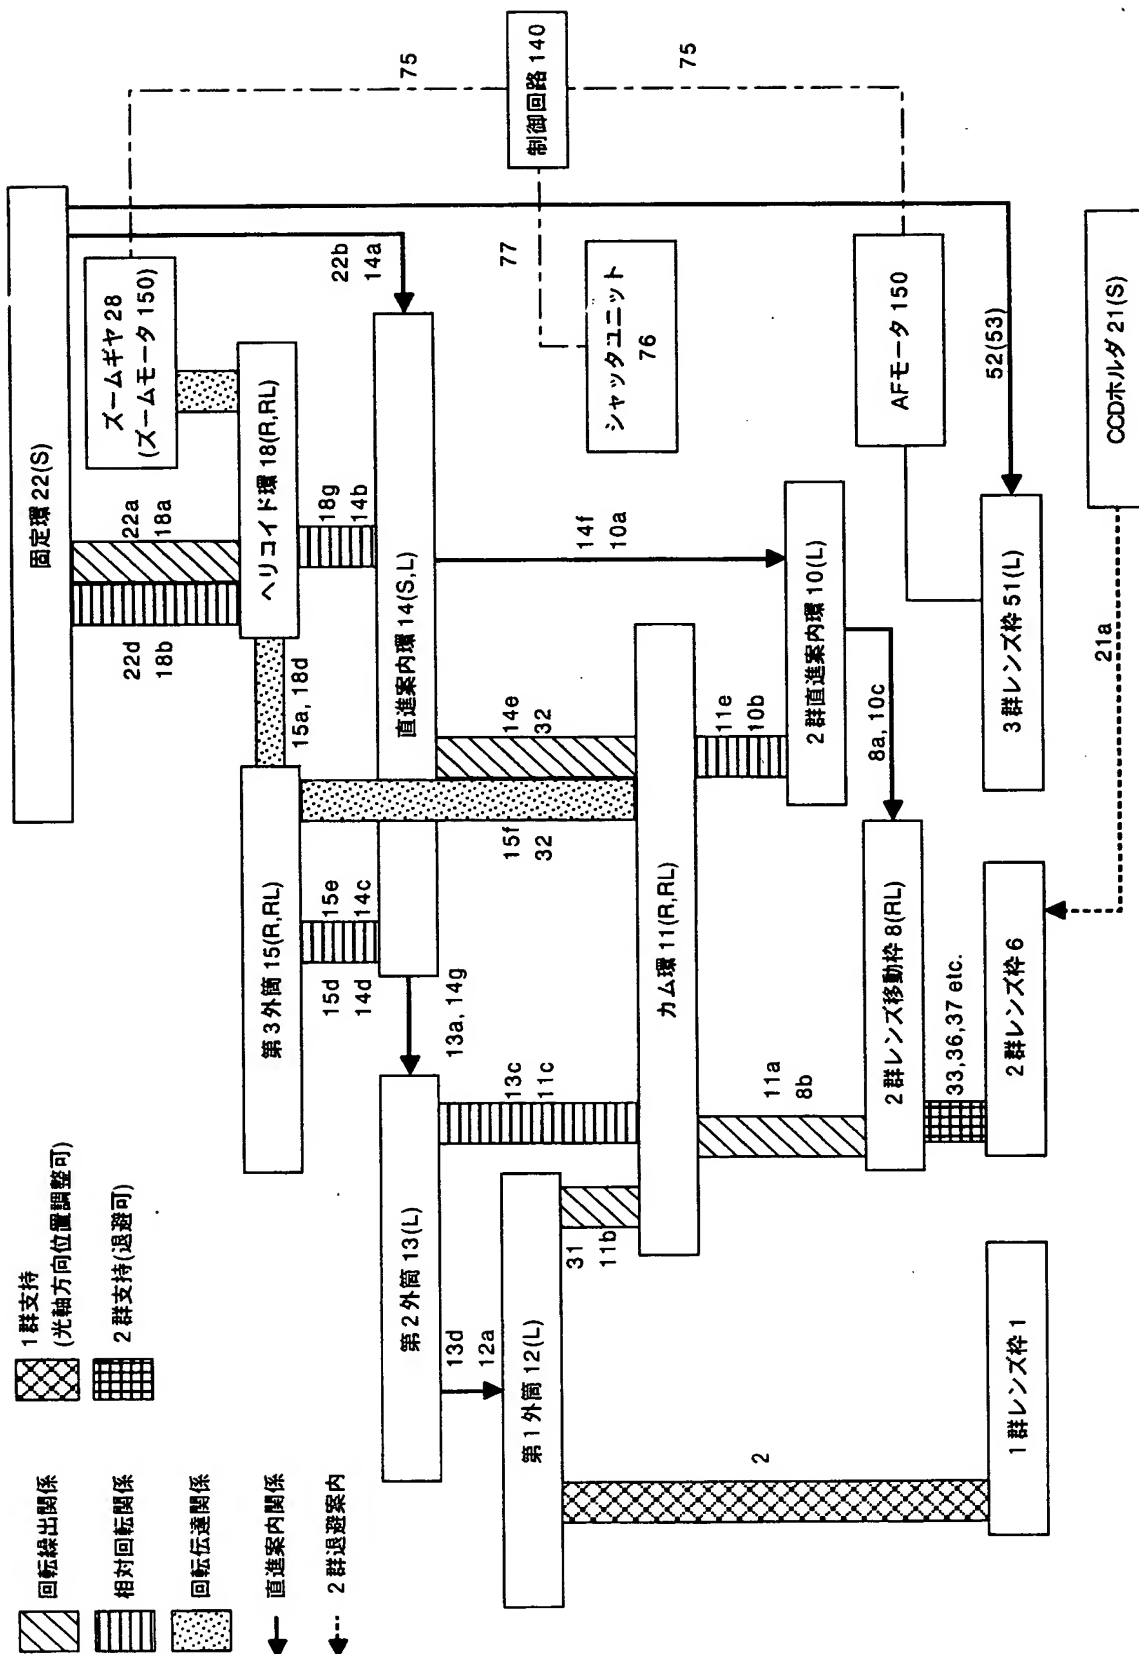 回転繰出関係
相対回転関係
回転伝達関係
直進案内関係
2群退避案内
1群支持
(光軸方向位置調整可)
2群支持(退避可)
固定環 22(S)
22a
18a
22d
18b
ズームギヤ 28
(ズームモータ 150)
75
制御回路 140
75
77
ヘリコイド環 18(R,RL)
15a, 18d
18g
14b
22b
14a
第3外筒 15(R,RL)
15e
14c
15d
14d
直進案内環 14(S,L)
13a, 14g
14e
32
15f
32
14f
10a
シャッタユニット
76
第2外筒 13(L)
13d
12a
13c
11c
第1外筒 12(L)
31
11b
カム環 11(R,RL)
11e
10b
11a
8b
2群直進案内環 10(L)
8a, 10c
AFモータ 150
52(53)
2群レンズ移動枠 8(RL)
33,36,37 etc.
2
1群レンズ枠 1
2群レンズ枠 6
3群レンズ枠 51(L)
21a
CCDホルダ 21(S)